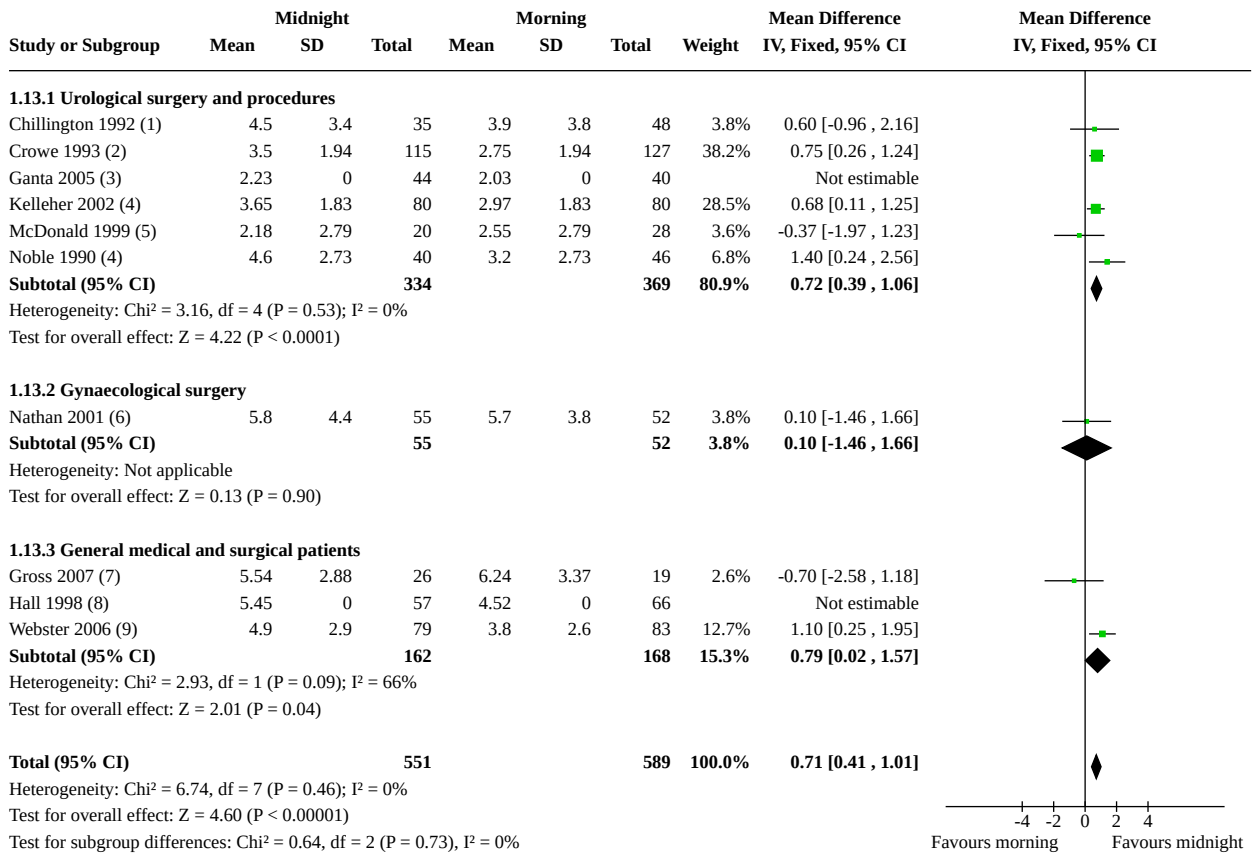 Midnight Morning Mean Difference Mean Difference
Study or Subgroup Mean SD Total Mean SD Total Weight IV, Fixed, 95% CI IV, Fixed, 95% CI
1.13.1 Urological surgery and procedures
Chillington 1992 (1) 4.5 3.4 35 3.9 3.8 48 3.8% 0.60 [-0.96 , 2.16]
Crowe 1993 (2) 3.5 1.94 115 2.75 1.94 127 38.2% 0.75 [0.26 , 1.24]
Ganta 2005 (3) 2.23 0 44 2.03 0 40 Not estimable
Kelleher 2002 (4) 3.65 1.83 80 2.97 1.83 80 28.5% 0.68 [0.11 , 1.25]
McDonald 1999 (5) 2.18 2.79 20 2.55 2.79 28 3.6% -0.37 [-1.97 , 1.23]
Noble 1990 (4) 4.6 2.73 40 3.2 2.73 46 6.8% 1.40 [0.24 , 2.56]
Subtotal (95% CI) 334 369 80.9% 0.72 [0.39 , 1.06]
Heterogeneity: Chi² = 3.16, df = 4 (P = 0.53); I² = 0%
Test for overall effect: Z = 4.22 (P < 0.0001)
1.13.2 Gynaecological surgery
Nathan 2001 (6) 5.8 4.4 55 5.7 3.8 52 3.8% 0.10 [-1.46 , 1.66]
Subtotal (95% CI) 55 52 3.8% 0.10 [-1.46 , 1.66]
Heterogeneity: Not applicable
Test for overall effect: Z = 0.13 (P = 0.90)
1.13.3 General medical and surgical patients
Gross 2007 (7) 5.54 2.88 26 6.24 3.37 19 2.6% -0.70 [-2.58 , 1.18]
Hall 1998 (8) 5.45 0 57 4.52 0 66 Not estimable
Webster 2006 (9) 4.9 2.9 79 3.8 2.6 83 12.7% 1.10 [0.25 , 1.95]
Subtotal (95% CI) 162 168 15.3% 0.79 [0.02 , 1.57]
Heterogeneity: Chi² = 2.93, df = 1 (P = 0.09); I² = 66%
Test for overall effect: Z = 2.01 (P = 0.04)
Total (95% CI) 551 589 100.0% 0.71 [0.41 , 1.01]
Heterogeneity: Chi² = 6.74, df = 7 (P = 0.46); I² = 0%
Test for overall effect: Z = 4.60 (P < 0.00001)
-4 -2 0 2 4
Test for subgroup differences: Chi² = 0.64, df = 2 (P = 0.73), I² = 0% Favours morning Favours midnight